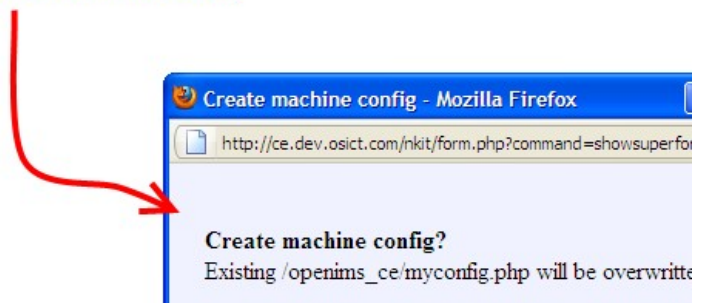 Create machine config - Mozilla Firefox
http://ce.dev.osict.com/nkit/form.php?command=showsuperfor
Create machine config?
Existing /openims_ce/myconfig.php will be overwritte